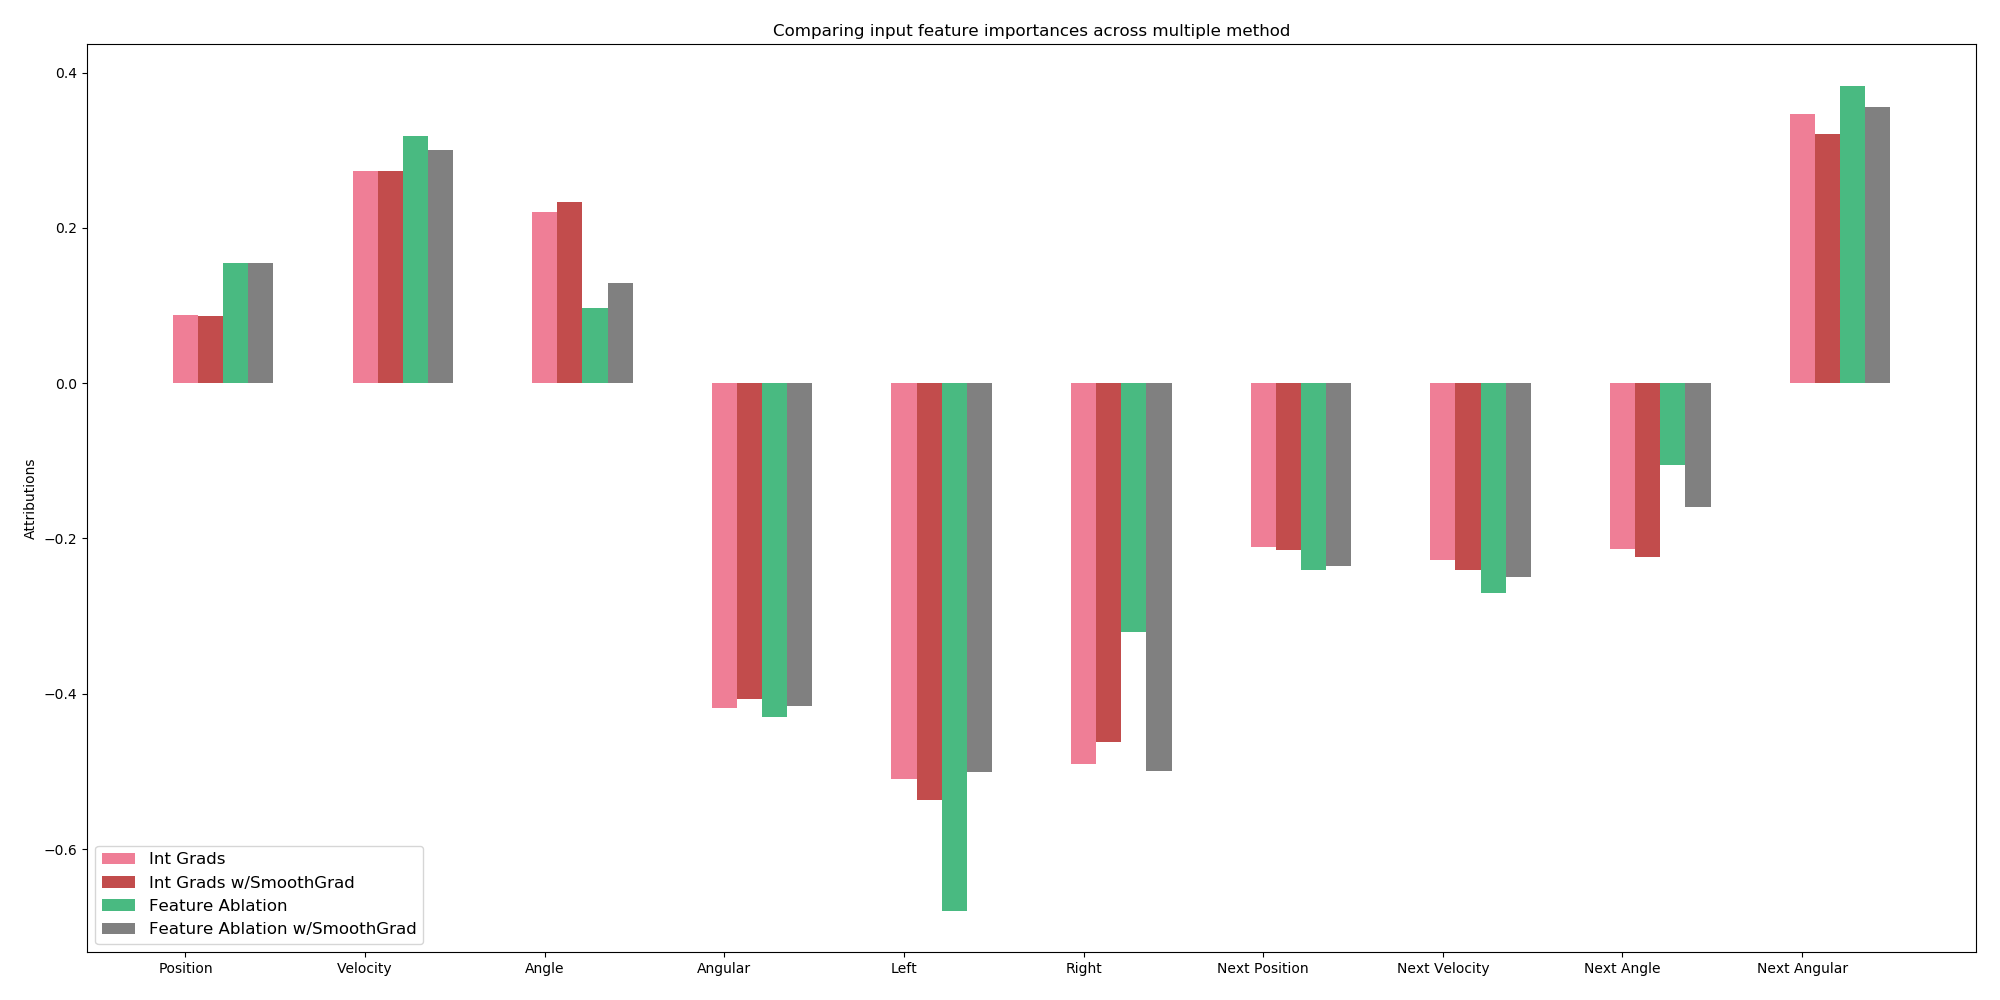 Comparing input feature importances across multiple method
0.4
0.2
0.0
−0.2
−0.4
−0.6
Attributions
Int Grads
Int Grads w/SmoothGrad
Feature Ablation
Feature Ablation w/SmoothGrad
Position Velocity Angle Angular Left Right Next Position Next Velocity Next Angle Next Angular